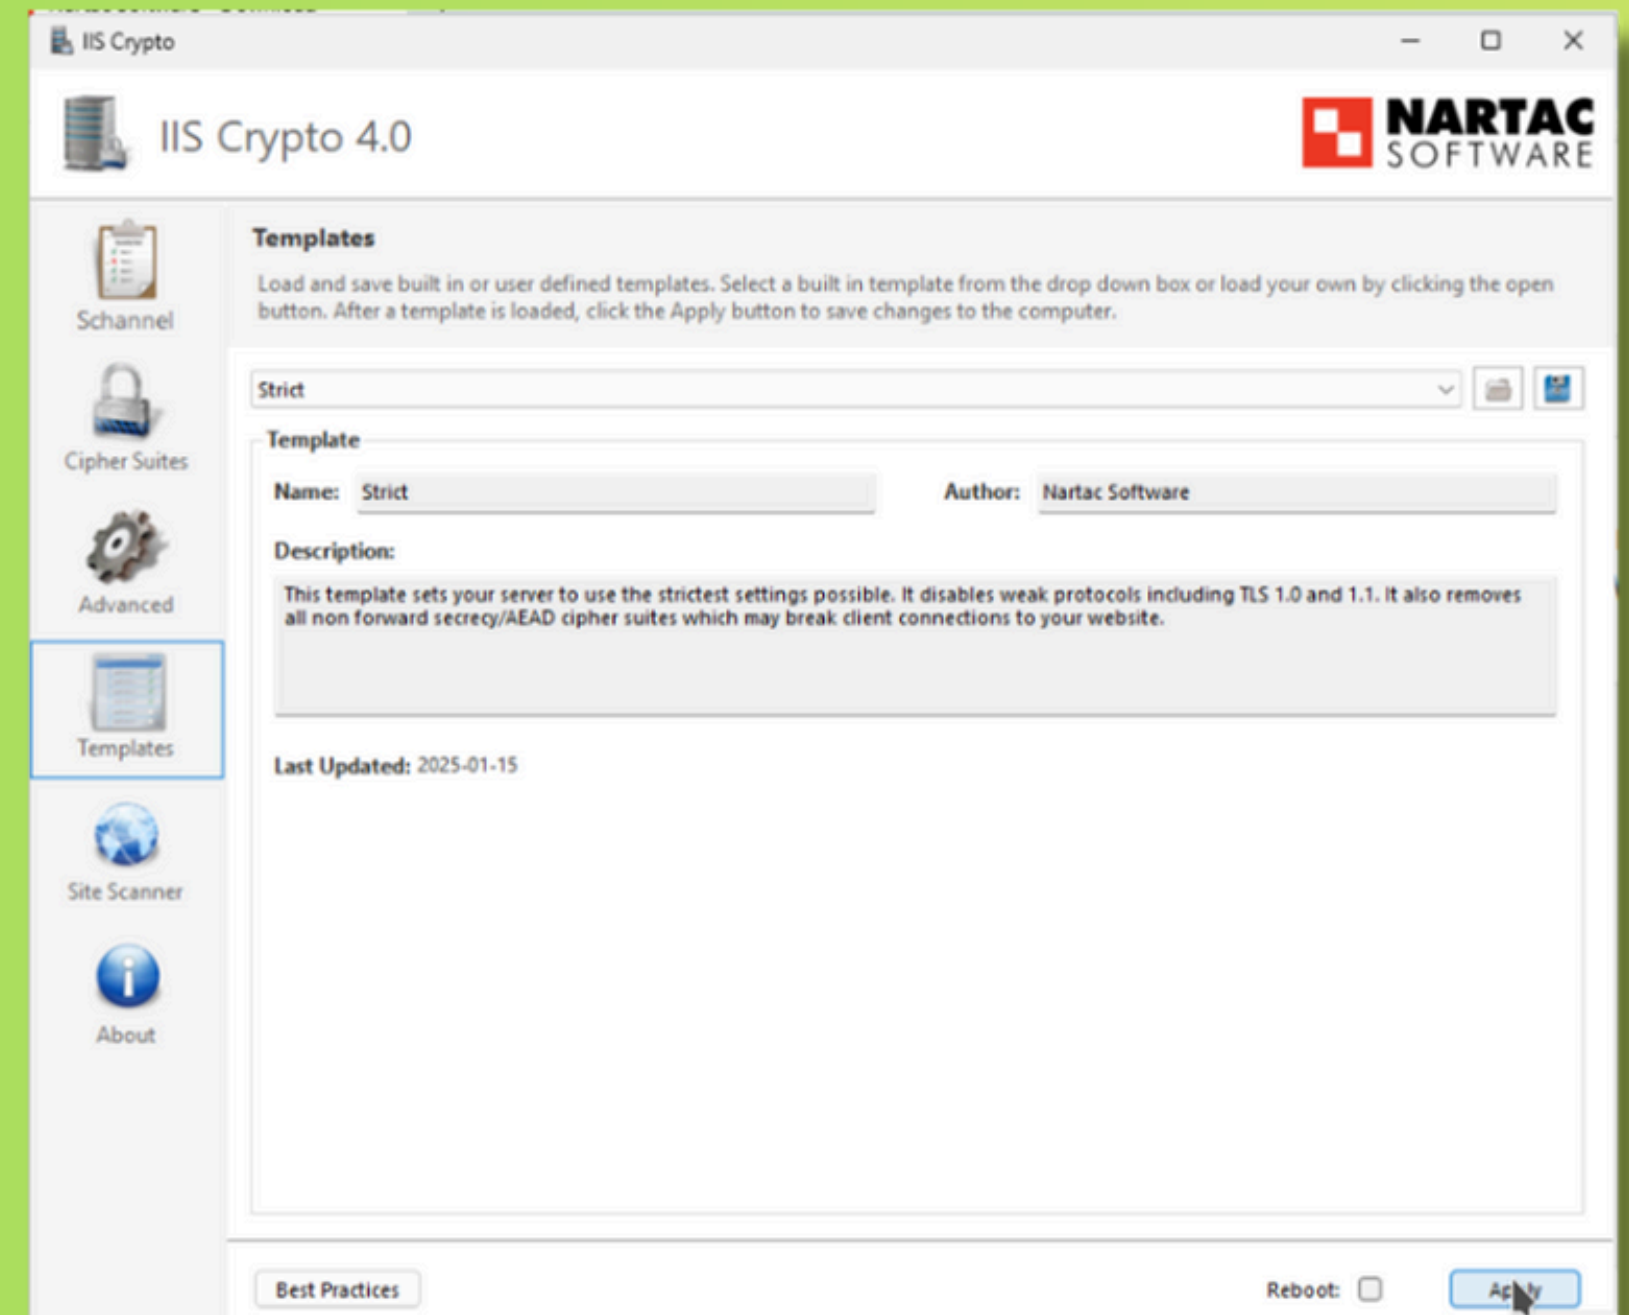 IIS Crypto
IIS Crypto 4.0
NARTAC
SOFTWARE
Schannel
Cipher Suites
Advanced
Templates
Site Scanner
About
Templates
Load and save built in or user defined templates. Select a built in template from the drop down box or load your own by clicking the open
button. After a template is loaded, click the Apply button to save changes to the computer.
Strict
Template
Name: Strict
Author: Nartac Software
Description:
This template sets your server to use the strictest settings possible. It disables weak protocols including TLS 1.0 and 1.1. It also removes
all non forward secrecy/AEAD cipher suites which may break client connections to your website.
Last Updated: 2025-01-15
Best Practices
Reboot:
Apply